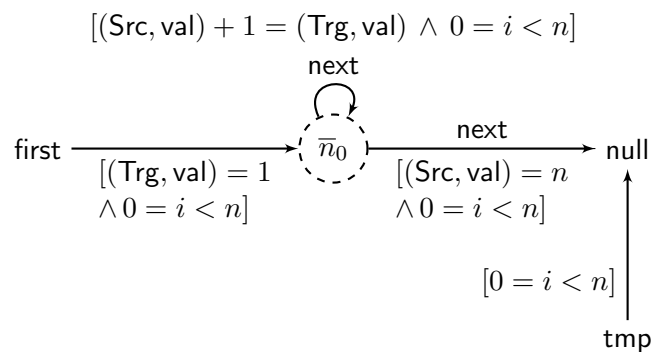 [(Src, val) + 1 = (Trg, val) ∧ 0 = i < n]
next
first
n̅₀
next
null
[(Trg, val) = 1
∧ 0 = i < n]
[(Src, val) = n
∧ 0 = i < n]
[0 = i < n]
tmp